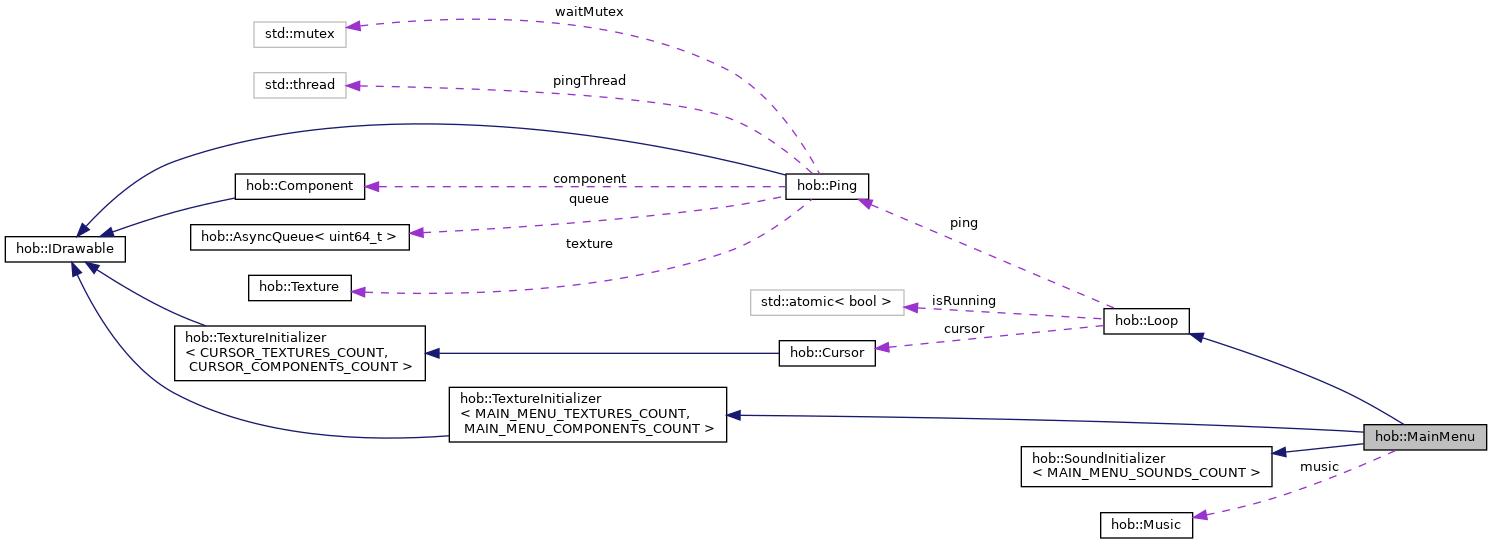 waitMutex
std::mutex
pingThread
std::thread
hob::Component
component
hob::Ping
queue
ping
hob::AsyncQueue< uint64_t >
hob::IDrawable
texture
hob::Texture
std::atomic< bool >
isRunning
hob::Loop
cursor
hob::TextureInitializer
< CURSOR_TEXTURES_COUNT,
CURSOR_COMPONENTS_COUNT >
hob::Cursor
hob::TextureInitializer
< MAIN_MENU_TEXTURES_COUNT,
MAIN_MENU_COMPONENTS_COUNT >
hob::MainMenu
hob::SoundInitializer
< MAIN_MENU_SOUNDS_COUNT >
music
hob::Music